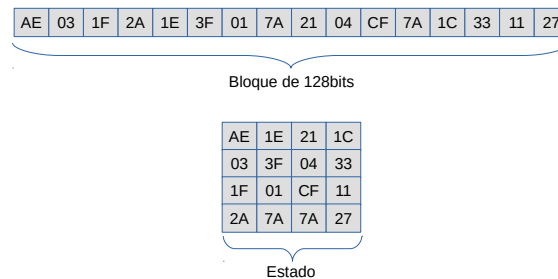 AE 03 1F 2A 1E 3F 01 7A 21 04 CF 7A 1C 33 11 27
Bloque de 128bits
AE 1E 21 1C
03 3F 04 33
1F 01 CF 11
2A 7A 7A 27
Estado